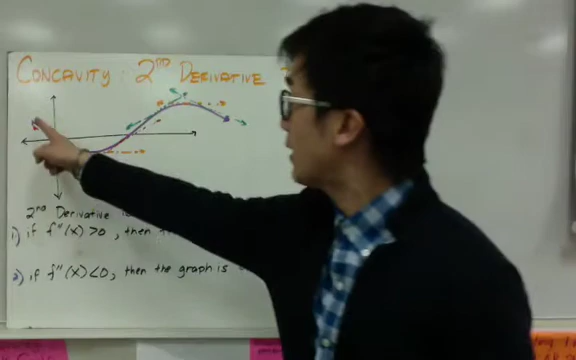 CONCAVITY : 2ND DERIVATIVE
2ND Derivative
1) if f''(x) > 0 , then
2) if f''(x) < 0, then the graph is